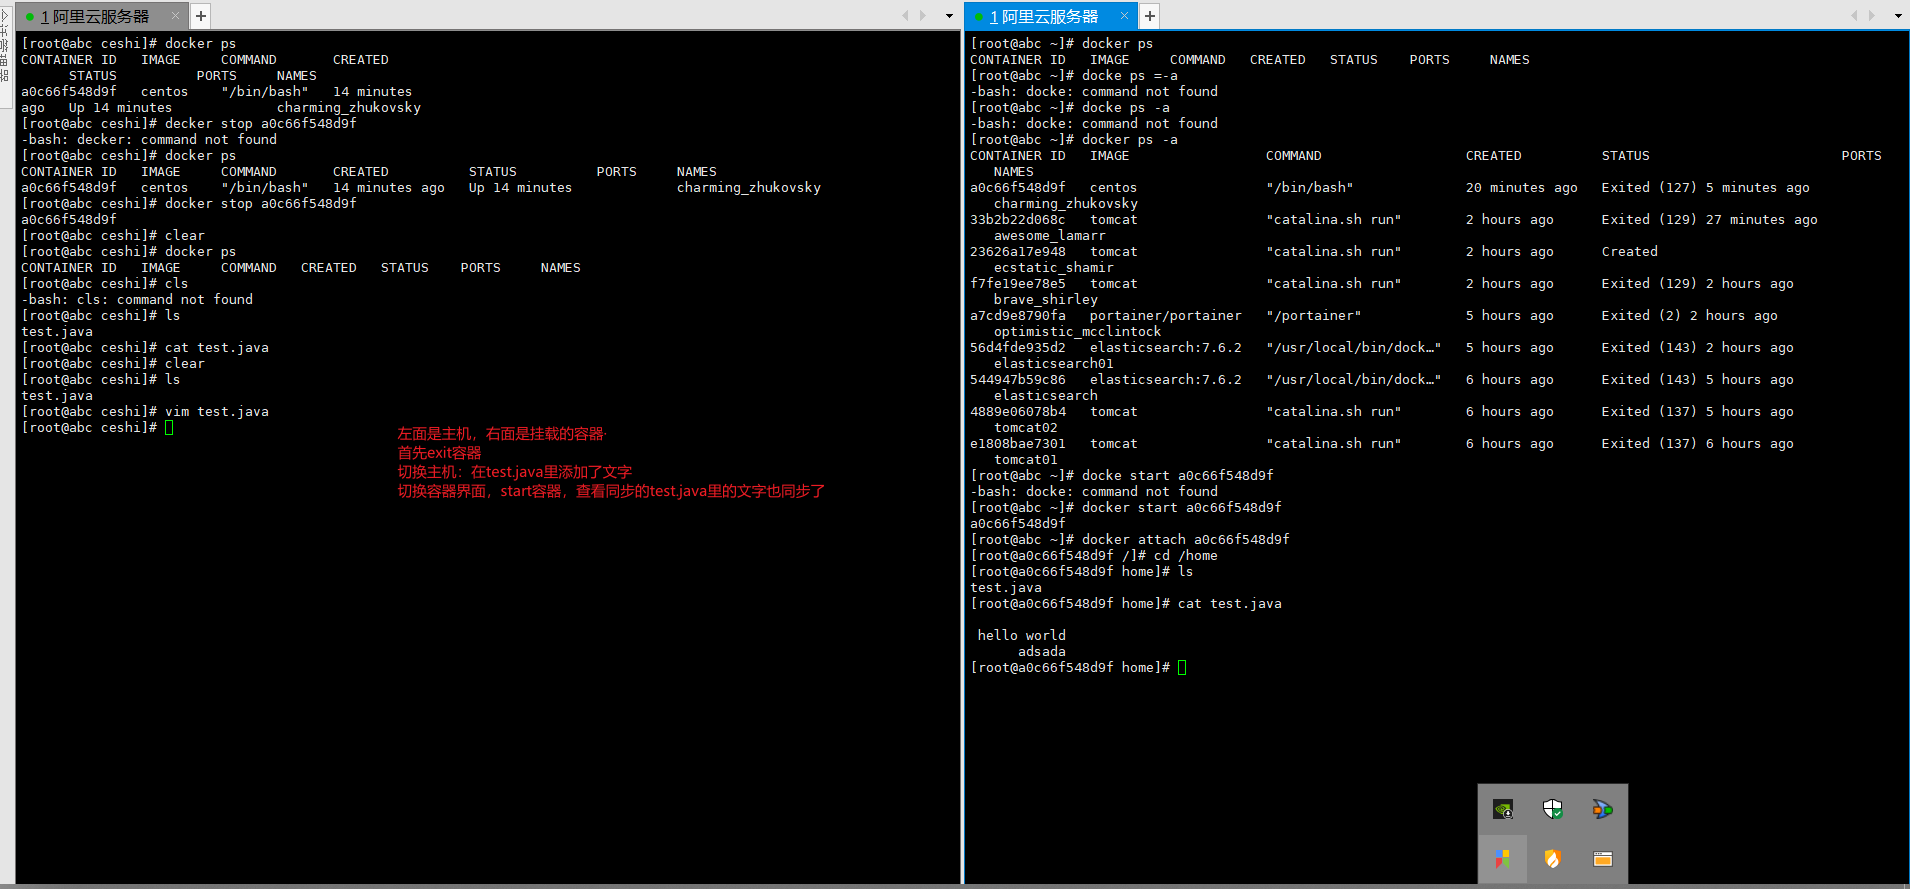 1 阿里云服务器
[root@abc ceshi]# docker ps
CONTAINER ID   IMAGE     COMMAND       CREATED
      STATUS          PORTS     NAMES
a0c66f548d9f   centos    "/bin/bash"   14 minutes
ago   Up 14 minutes             charming_zhukovsky
[root@abc ceshi]# decker stop a0c66f548d9f
-bash: decker: command not found
[root@abc ceshi]# docker ps
CONTAINER ID   IMAGE     COMMAND       CREATED          STATUS          PORTS     NAMES
a0c66f548d9f   centos    "/bin/bash"   14 minutes ago   Up 14 minutes             charming_zhukovsky
[root@abc ceshi]# docker stop a0c66f548d9f
a0c66f548d9f
[root@abc ceshi]# clear
[root@abc ceshi]# docker ps
CONTAINER ID   IMAGE     COMMAND   CREATED   STATUS    PORTS     NAMES
[root@abc ceshi]# cls
-bash: cls: command not found
[root@abc ceshi]# ls
test.java
[root@abc ceshi]# cat test.java
[root@abc ceshi]# clear
[root@abc ceshi]# ls
test.java
[root@abc ceshi]# vim test.java
[root@abc ceshi]#
左面是主机，右面是挂载的容器
首先exit容器
切换主机：在test.java里添加了文字
切换容器界面，start容器，查看同步的test.java里的文字也同步了
1 阿里云服务器
[root@abc ~]# docker ps
CONTAINER ID   IMAGE     COMMAND   CREATED   STATUS    PORTS     NAMES
[root@abc ~]# docke ps =-a
-bash: docke: command not found
[root@abc ~]# docke ps -a
-bash: docke: command not found
[root@abc ~]# docker ps -a
CONTAINER ID   IMAGE                 COMMAND                  CREATED          STATUS                        PORTS
   NAMES
a0c66f548d9f   centos                "/bin/bash"              20 minutes ago   Exited (127) 5 minutes ago
   charming_zhukovsky
33b2b22d068c   tomcat                "catalina.sh run"        2 hours ago      Exited (129) 27 minutes ago
   awesome_lamarr
23626a17e948   tomcat                "catalina.sh run"        2 hours ago      Created
   ecstatic_shamir
f7fe19ee78e5   tomcat                "catalina.sh run"        2 hours ago      Exited (129) 2 hours ago
   brave_shirley
a7cd9e8790fa   portainer/portainer   "/portainer"             5 hours ago      Exited (2) 2 hours ago
   optimistic_mcclintock
56d4fde935d2   elasticsearch:7.6.2   "/usr/local/bin/dock…"   5 hours ago      Exited (143) 2 hours ago
   elasticsearch01
544947b59c86   elasticsearch:7.6.2   "/usr/local/bin/dock…"   6 hours ago      Exited (143) 5 hours ago
   elasticsearch
4889e06078b4   tomcat                "catalina.sh run"        6 hours ago      Exited (137) 5 hours ago
   tomcat02
e1808bae7301   tomcat                "catalina.sh run"        6 hours ago      Exited (137) 6 hours ago
   tomcat01
[root@abc ~]# docke start a0c66f548d9f
-bash: docke: command not found
[root@abc ~]# docker start a0c66f548d9f
a0c66f548d9f
[root@abc ~]# docker attach a0c66f548d9f
[root@a0c66f548d9f /]# cd /home
[root@a0c66f548d9f home]# ls
test.java
[root@a0c66f548d9f home]# cat test.java
 hello world
      adsada
[root@a0c66f548d9f home]#